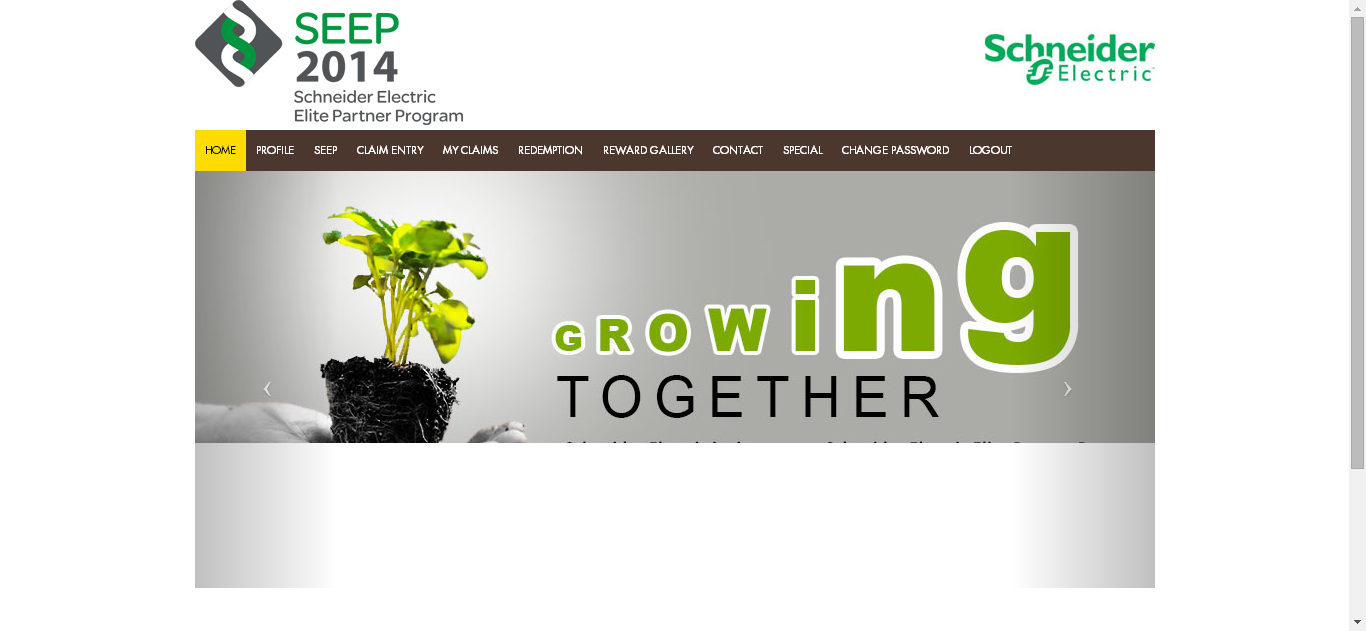 SEEP
2014
Schneider Electric
Elite Partner Program
Schneider
Electric
HOME PROFILE SEEP CLAIM ENTRY MY CLAIMS REDEMPTION REWARD GALLERY CONTACT SPECIAL CHANGE PASSWORD LOGOUT
GROWing
TOGETHER